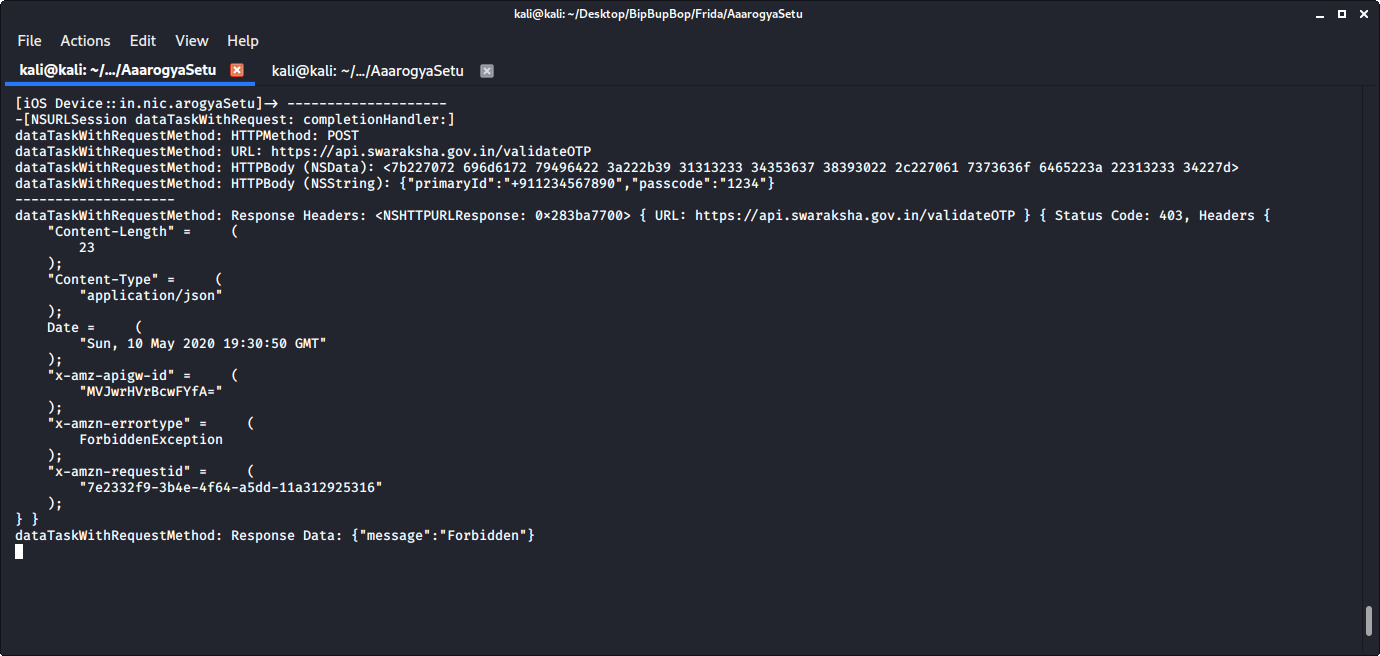 kali@kali: ~/Desktop/BipBupBop/Frida/AaarogyaSetu
File Actions Edit View Help
kali@kali: ~/.../AaarogyaSetu kali@kali: ~/.../AaarogyaSetu
[iOS Device::in.nic.arogyaSetu]-> --------------------
-[NSURLSession dataTaskWithRequest: completionHandler:]
dataTaskWithRequestMethod: HTTPMethod: POST
dataTaskWithRequestMethod: URL: https://api.swaraksha.gov.in/validateOTP
dataTaskWithRequestMethod: HTTPBody (NSData): <7b227072 696d6172 79496422 3a222b39 31313233 34353637 38393022 2c227061 7373636f 6465223a 22313233 34227d>
dataTaskWithRequestMethod: HTTPBody (NSString): {"primaryId":"+911234567890","passcode":"1234"}
--------------------
dataTaskWithRequestMethod: Response Headers: <NSHTTPURLResponse: 0x283ba7700> { URL: https://api.swaraksha.gov.in/validateOTP } { Status Code: 403, Headers {
    "Content-Length" =     (
        23
    );
    "Content-Type" =     (
        "application/json"
    );
    Date =     (
        "Sun, 10 May 2020 19:30:50 GMT"
    );
    "x-amz-apigw-id" =     (
        "MVJwrHVrBcwFYfA="
    );
    "x-amzn-errortype" =     (
        ForbiddenException
    );
    "x-amzn-requestid" =     (
        "7e2332f9-3b4e-4f64-a5dd-11a312925316"
    );
} }
dataTaskWithRequestMethod: Response Data: {"message":"Forbidden"}